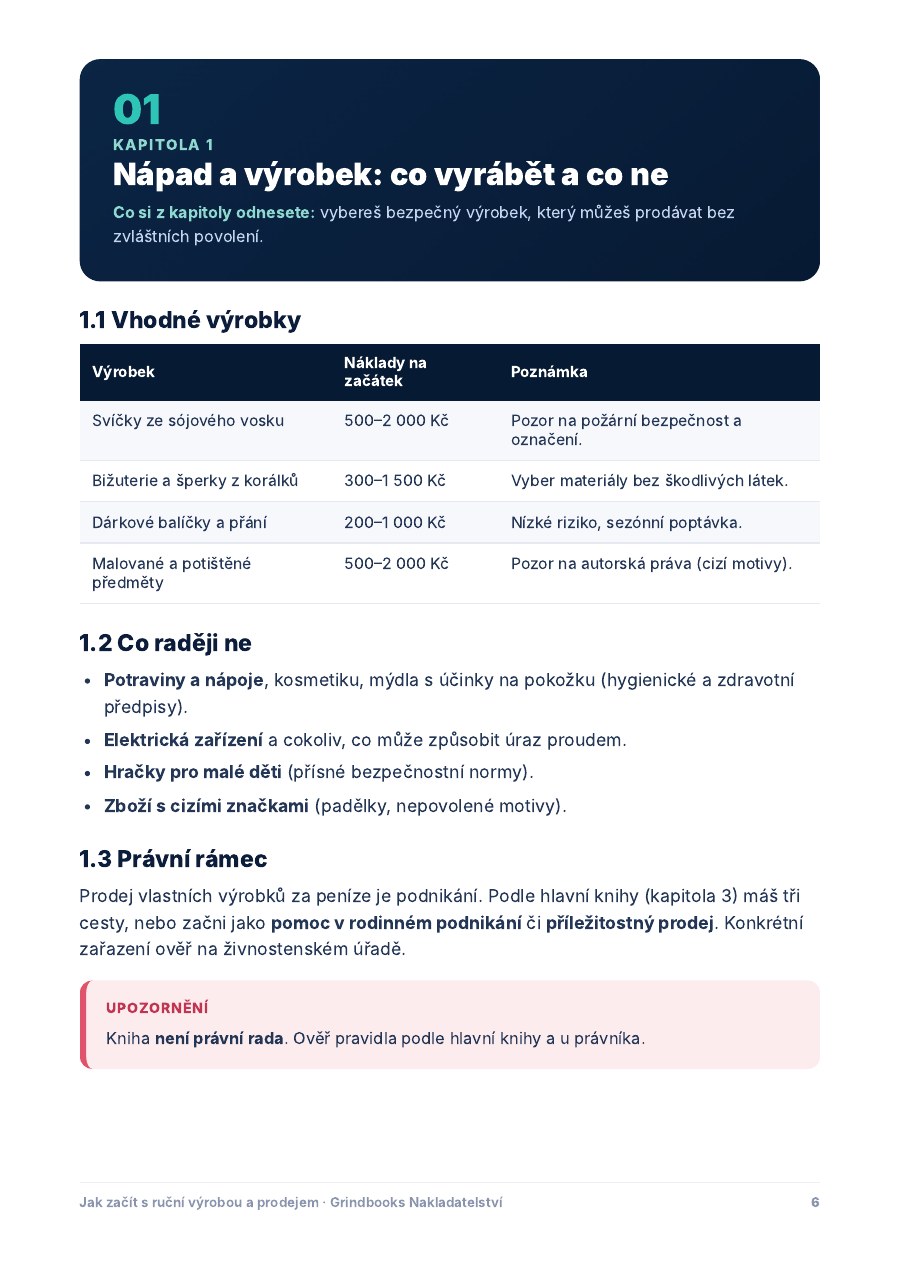 01
KAPITOLA 1
Nápad a výrobek: co vyrábět a co ne
Co si z kapitoly odnesete: vybereš bezpečný výrobek, který můžeš prodávat bez
zvláštních povolení.
1.1 Vhodné výrobky
Výrobek
Náklady na
začátek
Poznámka
Svíčky ze sójového vosku
500–2 000 Kč
Pozor na požární bezpečnost a
označení.
Bižuterie a šperky z korálků
300–1 500 Kč
Vyber materiály bez škodlivých látek.
Dárkové balíčky a přání
200–1 000 Kč
Nízké riziko, sezónní poptávka.
Malované a potištěné
předměty
500–2 000 Kč
Pozor na autorská práva (cizí motivy).
1.2 Co raději ne
• Potraviny a nápoje, kosmetiku, mýdla s účinky na pokožku (hygienické a zdravotní
předpisy).
• Elektrická zařízení a cokoliv, co může způsobit úraz proudem.
• Hračky pro malé děti (přísné bezpečnostní normy).
• Zboží s cizími značkami (padělky, nepovolené motivy).
1.3 Právní rámec
Prodej vlastních výrobků za peníze je podnikání. Podle hlavní knihy (kapitola 3) máš tři
cesty, nebo začni jako pomoc v rodinném podnikání či příležitostný prodej. Konkrétní
zařazení ověř na živnostenském úřadě.
UPOZORNĚNÍ
Kniha není právní rada. Ověř pravidla podle hlavní knihy a u právníka.
Jak začít s ruční výrobou a prodejem · Grindbooks Nakladatelství
6